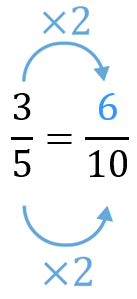 ×2
3/5 = 6/10
×2